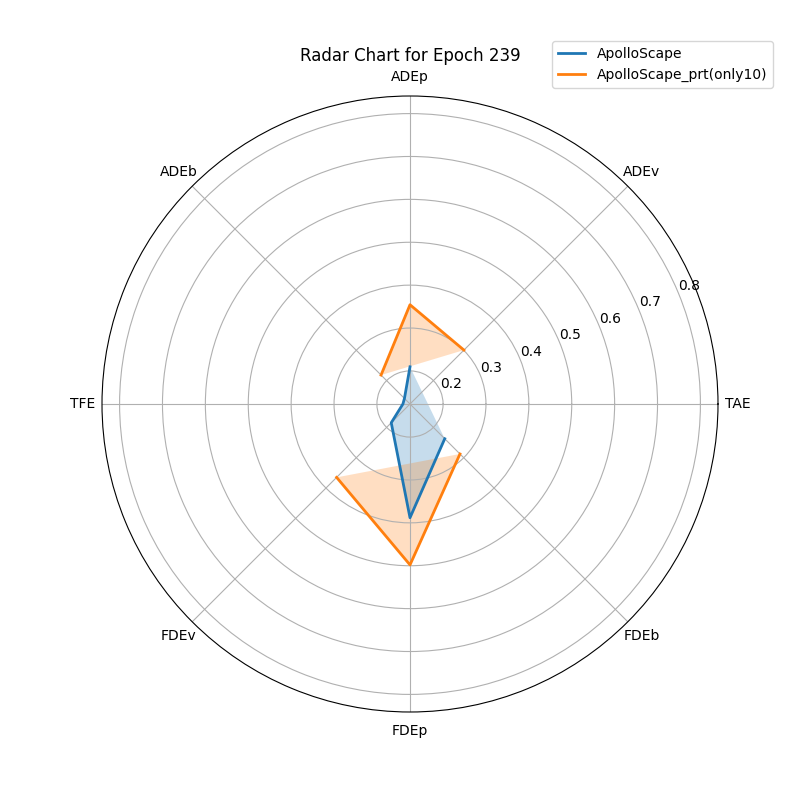 Radar Chart for Epoch 239
ApolloScape
ApolloScape_prt(only10)
ADEp
ADEb
ADEv
0.8
0.7
0.6
0.5
0.4
0.3
0.2
TFE
TAE
FDEv
FDEb
FDEp